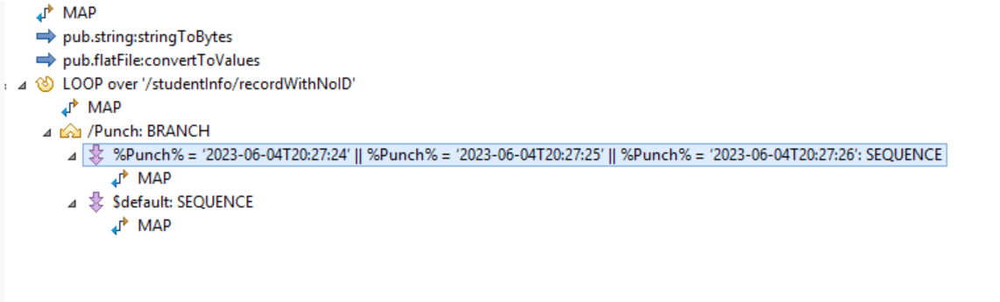 MAP
pub.string:stringToBytes
pub.flatFile:convertToValues
LOOP over '/studentInfo/recordWithNoID'
MAP
/Punch: BRANCH
%Punch% = ‘2023-06-04T20:27:24’ || %Punch% = ‘2023-06-04T20:27:25’ || %Punch% = ‘2023-06-04T20:27:26’: SEQUENCE
MAP
$default: SEQUENCE
MAP